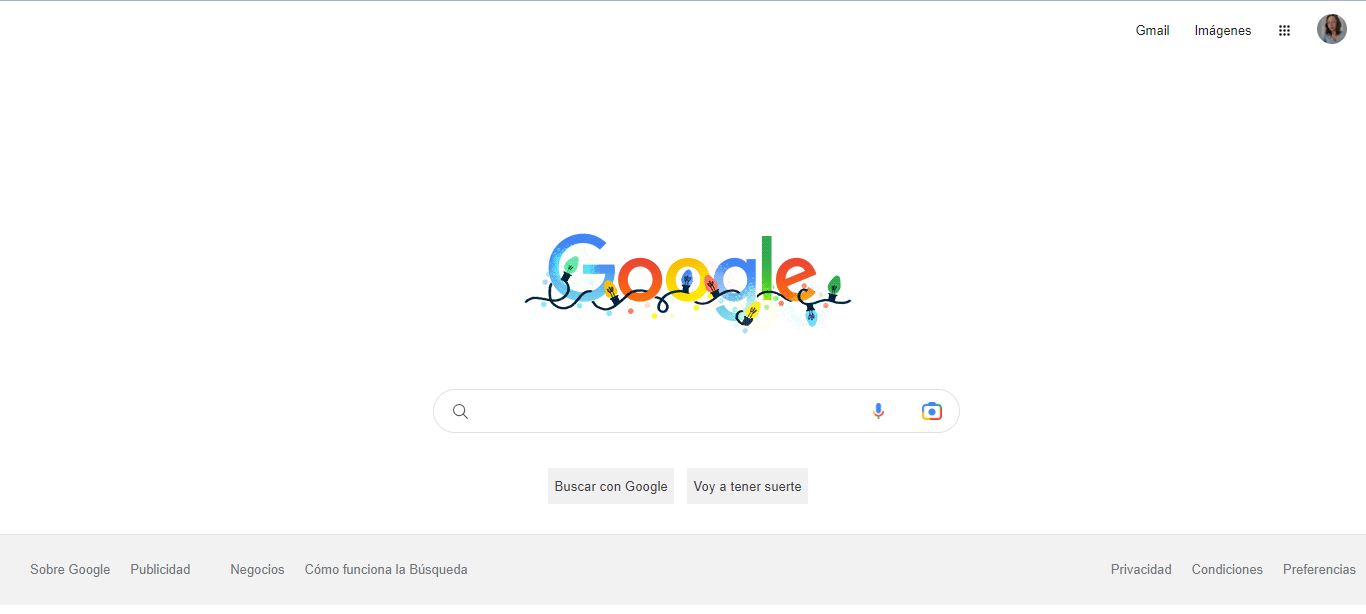 Gmail Imágenes
Google
Buscar con Google Voy a tener suerte
Sobre Google Publicidad Negocios Cómo funciona la Búsqueda Privacidad Condiciones Preferencias